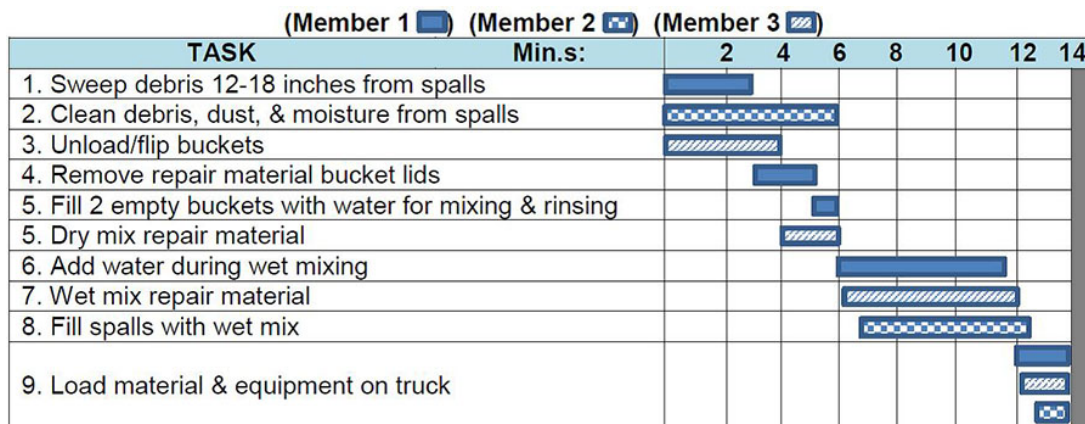 (Member 1 ) (Member 2 ) (Member 3 )
TASK Min.s: 2 4 6 8 10 12 14
1. Sweep debris 12-18 inches from spalls
2. Clean debris, dust, & moisture from spalls
3. Unload/flip buckets
4. Remove repair material bucket lids
5. Fill 2 empty buckets with water for mixing & rinsing
5. Dry mix repair material
6. Add water during wet mixing
7. Wet mix repair material
8. Fill spalls with wet mix
9. Load material & equipment on truck